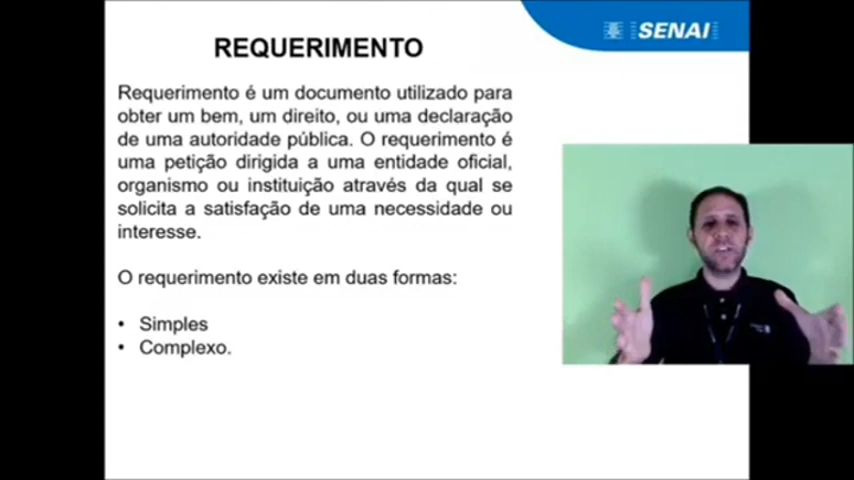 SENAI
REQUERIMENTO
Requerimento é um documento utilizado para
obter um bem, um direito, ou uma declaração
de uma autoridade pública. O requerimento é
uma petição dirigida a uma entidade oficial,
organismo ou instituição através da qual se
solicita a satisfação de uma necessidade ou
interesse.
O requerimento existe em duas formas:
• Simples
• Complexo.